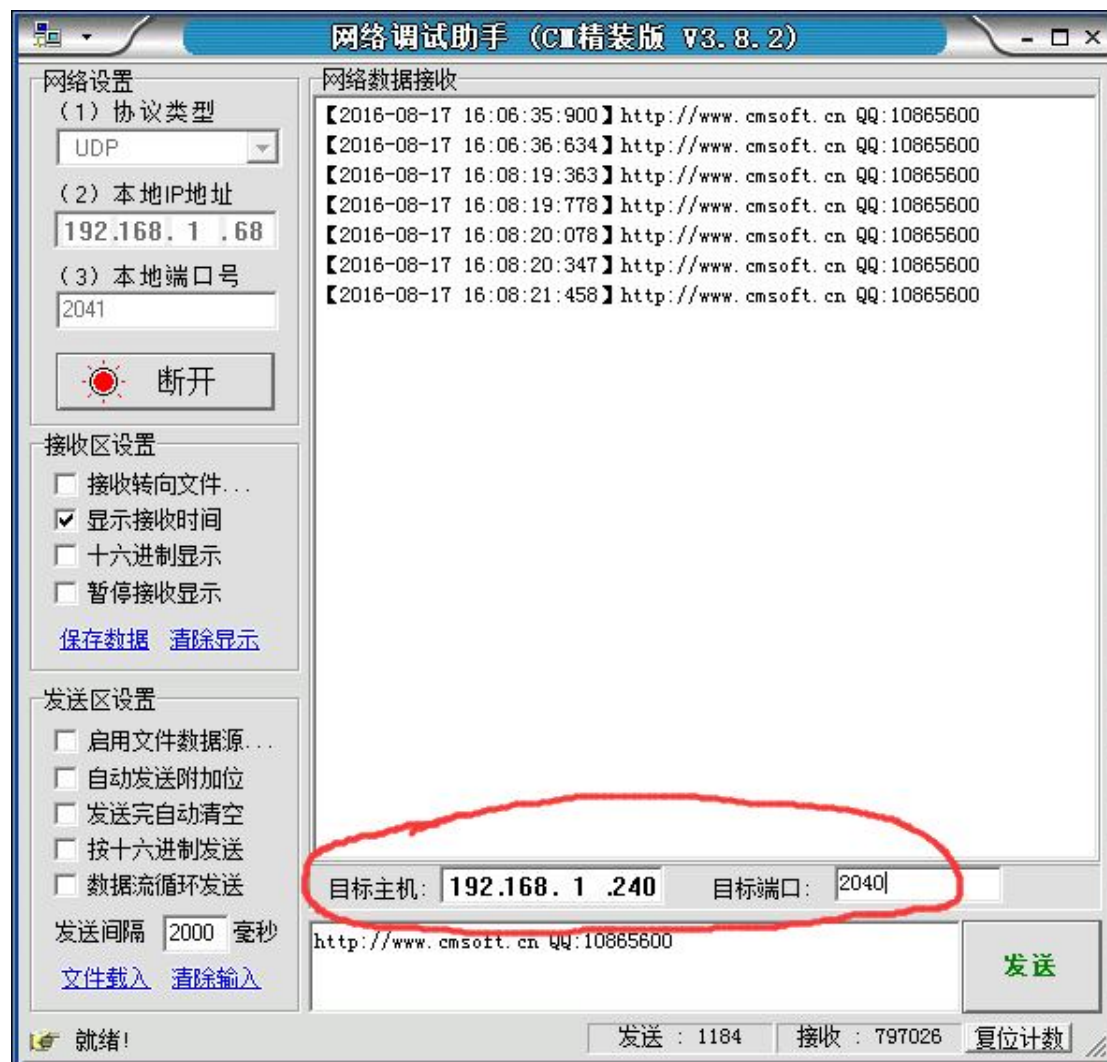 网络调试助手 (CM精装版 V3.8.2)
网络设置
(1) 协议类型
UDP
(2) 本地IP地址
192.168. 1 .68
(3) 本地端口号
2041
断开
接收区设置
接收转向文件...
显示接收时间
十六进制显示
暂停接收显示
保存数据 清除显示
发送区设置
启用文件数据源...
自动发送附加位
发送完自动清空
按十六进制发送
数据流循环发送
发送间隔 2000 毫秒
文件载入 清除输入
网络数据接收
【2016-08-17 16:06:35:900】http://www.cmsoft.cn QQ:10865600
【2016-08-17 16:06:36:634】http://www.cmsoft.cn QQ:10865600
【2016-08-17 16:08:19:363】http://www.cmsoft.cn QQ:10865600
【2016-08-17 16:08:19:778】http://www.cmsoft.cn QQ:10865600
【2016-08-17 16:08:20:078】http://www.cmsoft.cn QQ:10865600
【2016-08-17 16:08:20:347】http://www.cmsoft.cn QQ:10865600
【2016-08-17 16:08:21:458】http://www.cmsoft.cn QQ:10865600
目标主机: 192.168. 1 .240 目标端口: 2040
http://www.cmsoft.cn QQ:10865600
发送
就绪! 发送 : 1184 接收 : 797026 复位计数